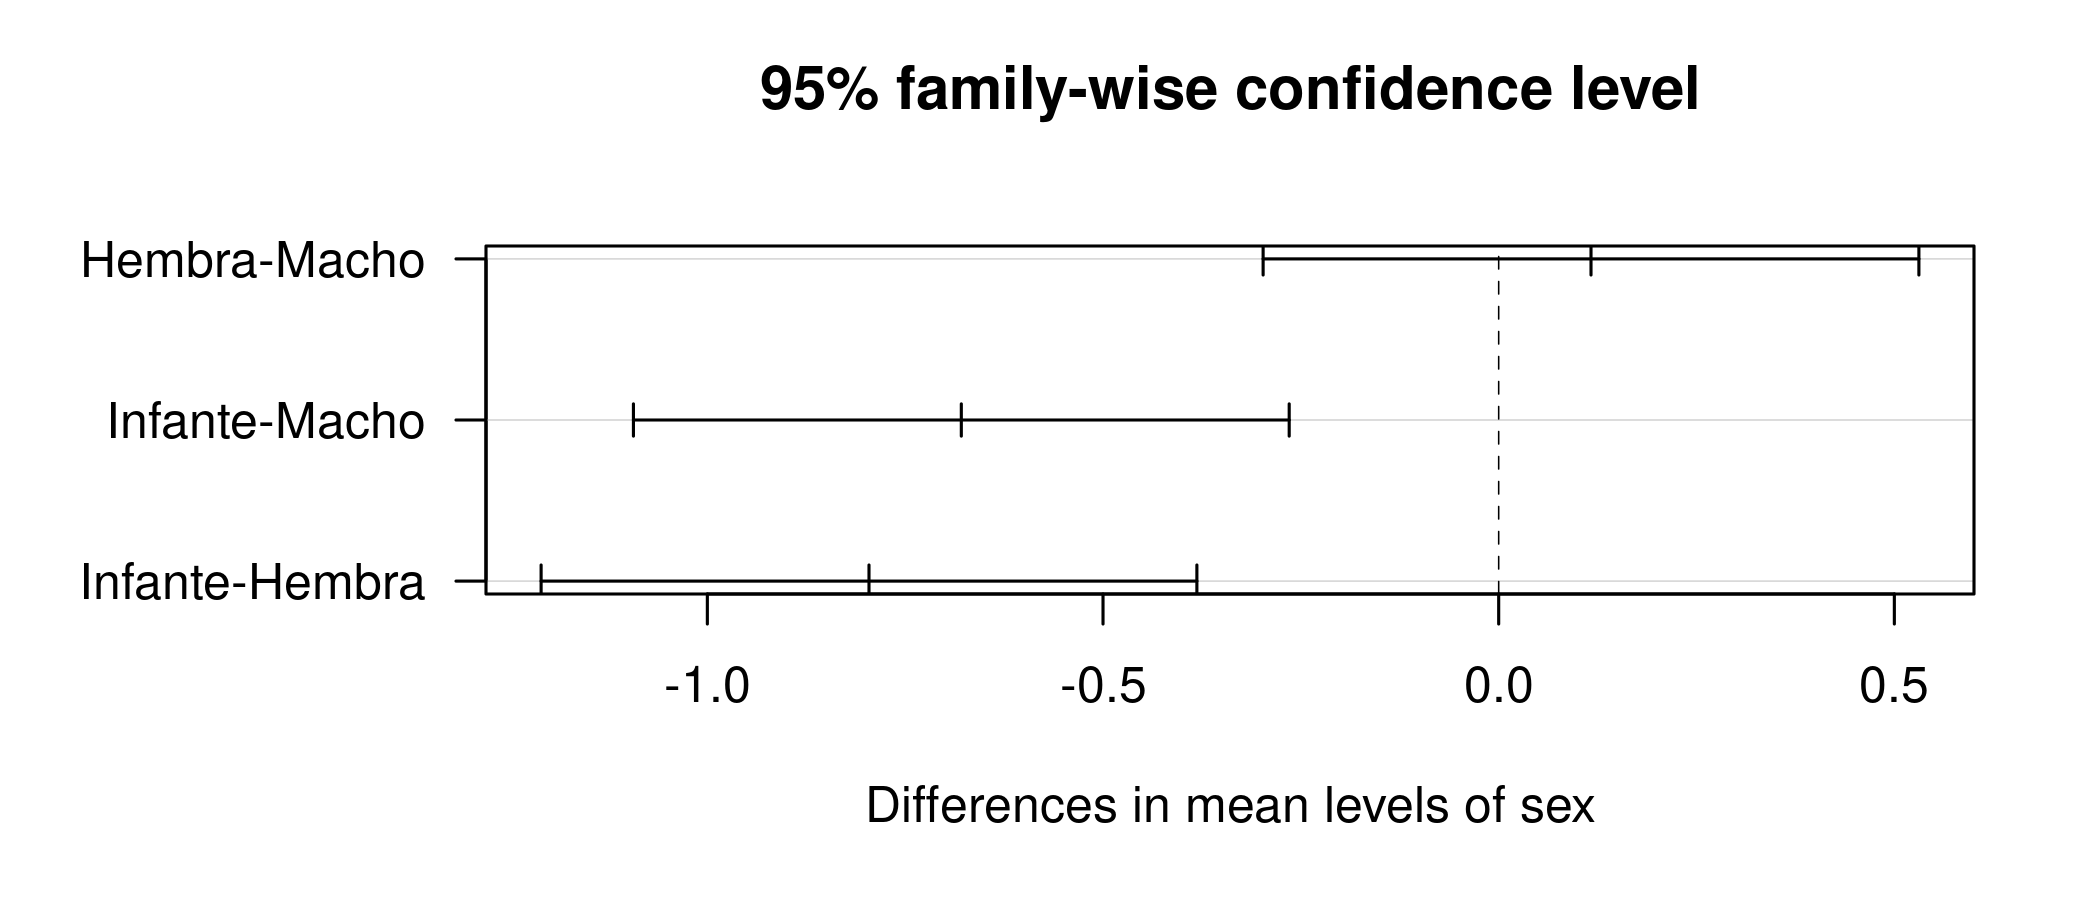 95% family-wise confidence level
Hembra-Macho
Infante-Macho
Infante-Hembra
-1.0 -0.5 0.0 0.5
Differences in mean levels of sex